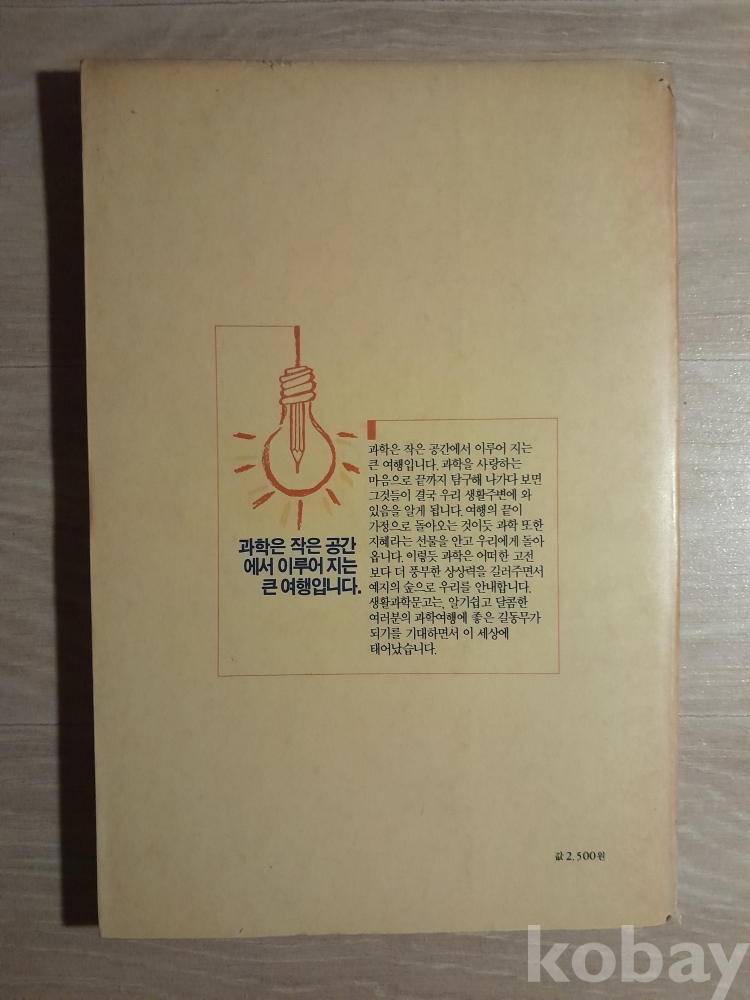 과학은 작은 공간
에서 이루어 지는
큰 여행입니다.
과학은 작은 공간에서 이루어 지는
큰 여행입니다. 과학을 사랑하는
마음으로 끝까지 탐구해 나가다 보면
그것들이 결국 우리 생활주변에 와
있음을 알게 됩니다. 여행의 끝이
가정으로 돌아오는 것이듯 과학 또한
지혜라는 선물을 안고 우리에게 돌아
옵니다. 이렇듯 과학은 어떠한 고전
보다 더 풍부한 상상력을 길러주면서
예지의 숲으로 우리를 안내합니다.
생활과학문고는, 알기쉽고 달콤한
여러분의 과학여행에 좋은 길동무가
되기를 기대하면서 이 세상에
태어났습니다.
값 2,500원
kobay